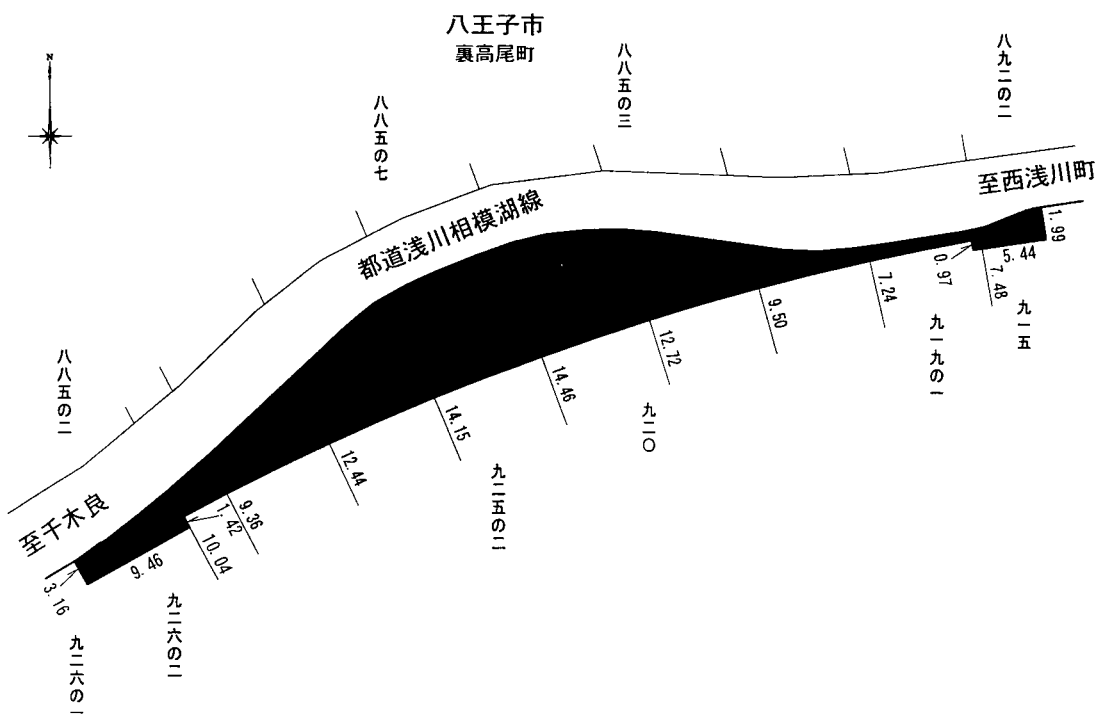 八王子市
裏高尾町
N
八九二の二
八八五の三
八八五の七
八八五の二
都道浅川相模湖線
至西浅川町
至千木良
1.99
5.44
7.48
0.97
7.24
9.50
12.72
14.46
14.15
12.44
9.36
1.42
10.04
9.46
3.16
九一五
九一九の一
九二〇
九二五の二
九二六の二
九二六の一